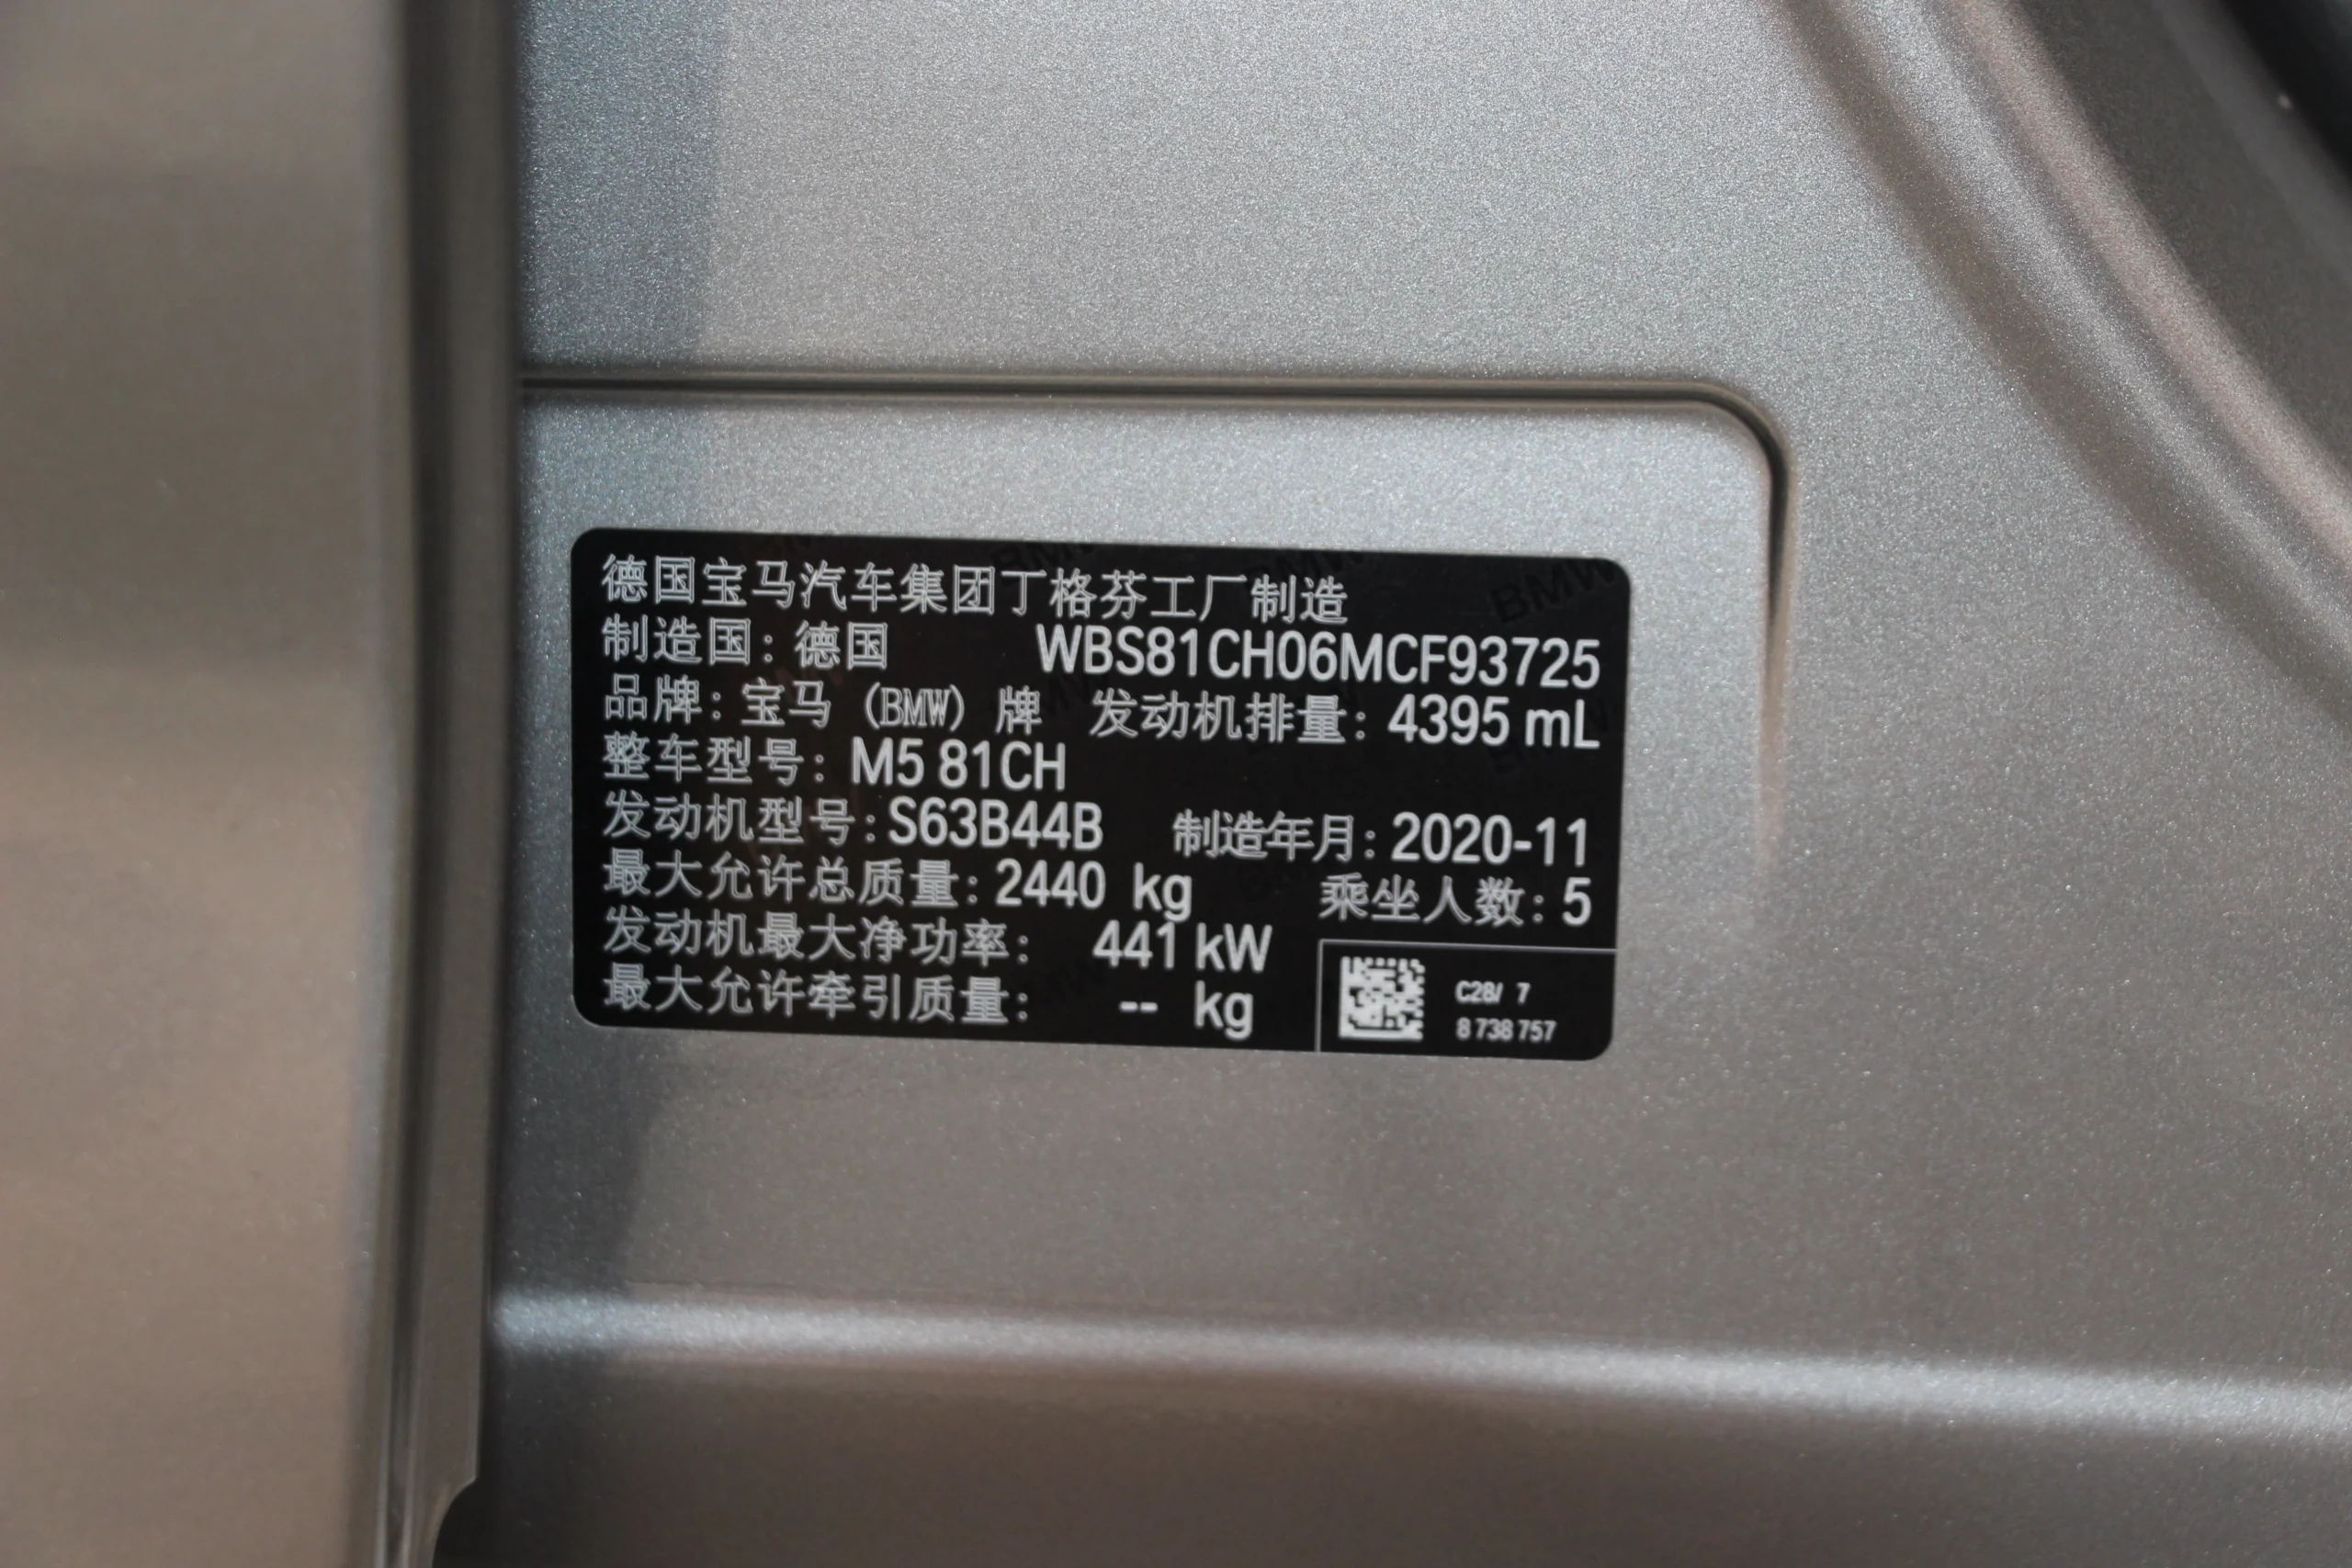 德国宝马汽车集团丁格芬工厂制造
制造国：德国 WBS81CH06MCF93725
品牌：宝马（BMW）牌 发动机排量：4395 mL
整车型号：M5 81CH
发动机型号：S63B44B 制造年月：2020-11
最大允许总质量：2440 kg 乘坐人数：5
发动机最大净功率： 441 kW
最大允许牵引质量： -- kg
C28/ 7
8 738 757